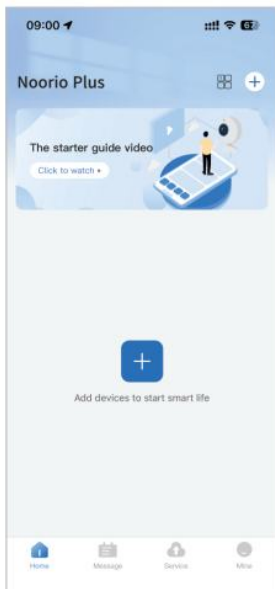 09:00
Noorio Plus
The starter guide video
Click to watch
Add devices to start smart life
Home
Message
Service
Mine